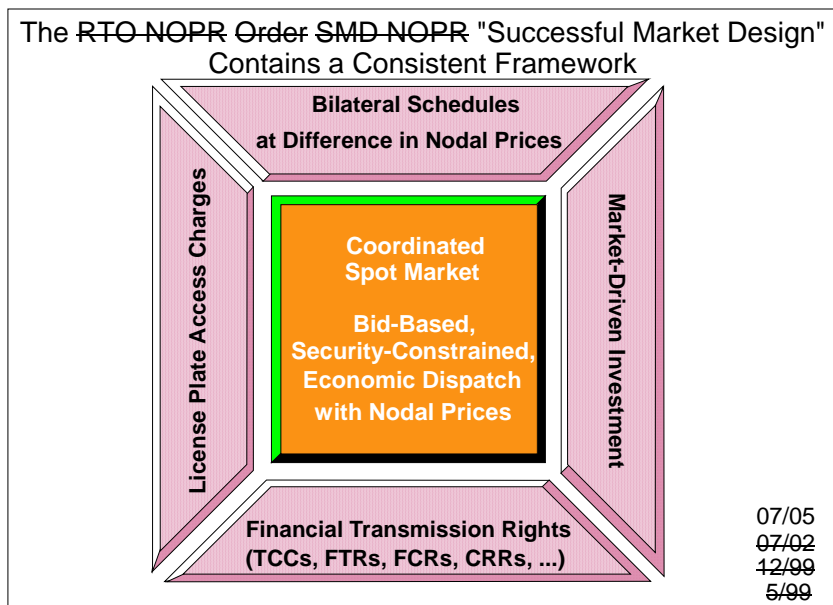 The RTO NOPR Order SMD NOPR "Successful Market Design"
Contains a Consistent Framework
Bilateral Schedules
at Difference in Nodal Prices
License Plate Access Charges
Coordinated
Spot Market
Bid-Based,
Security-Constrained,
Economic Dispatch
with Nodal Prices
Market-Driven Investment
Financial Transmission Rights
(TCCs, FTRs, FCRs, CRRs, ...)
07/05
07/02
12/99
5/99